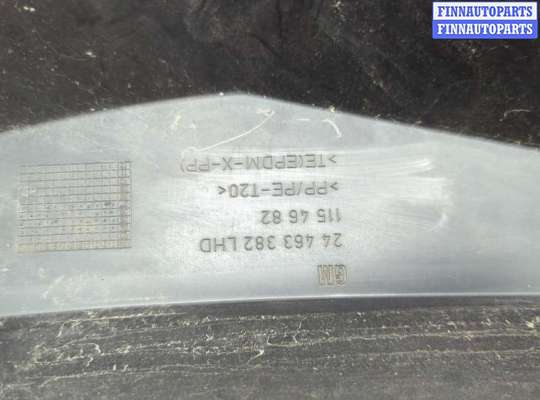 FINNAUTOPARTS
FINNAUTOPARTS
GM
24 463 382 LHD
115 46 82
>PP/PE-T20<
>TE(EPDM-X-PP)